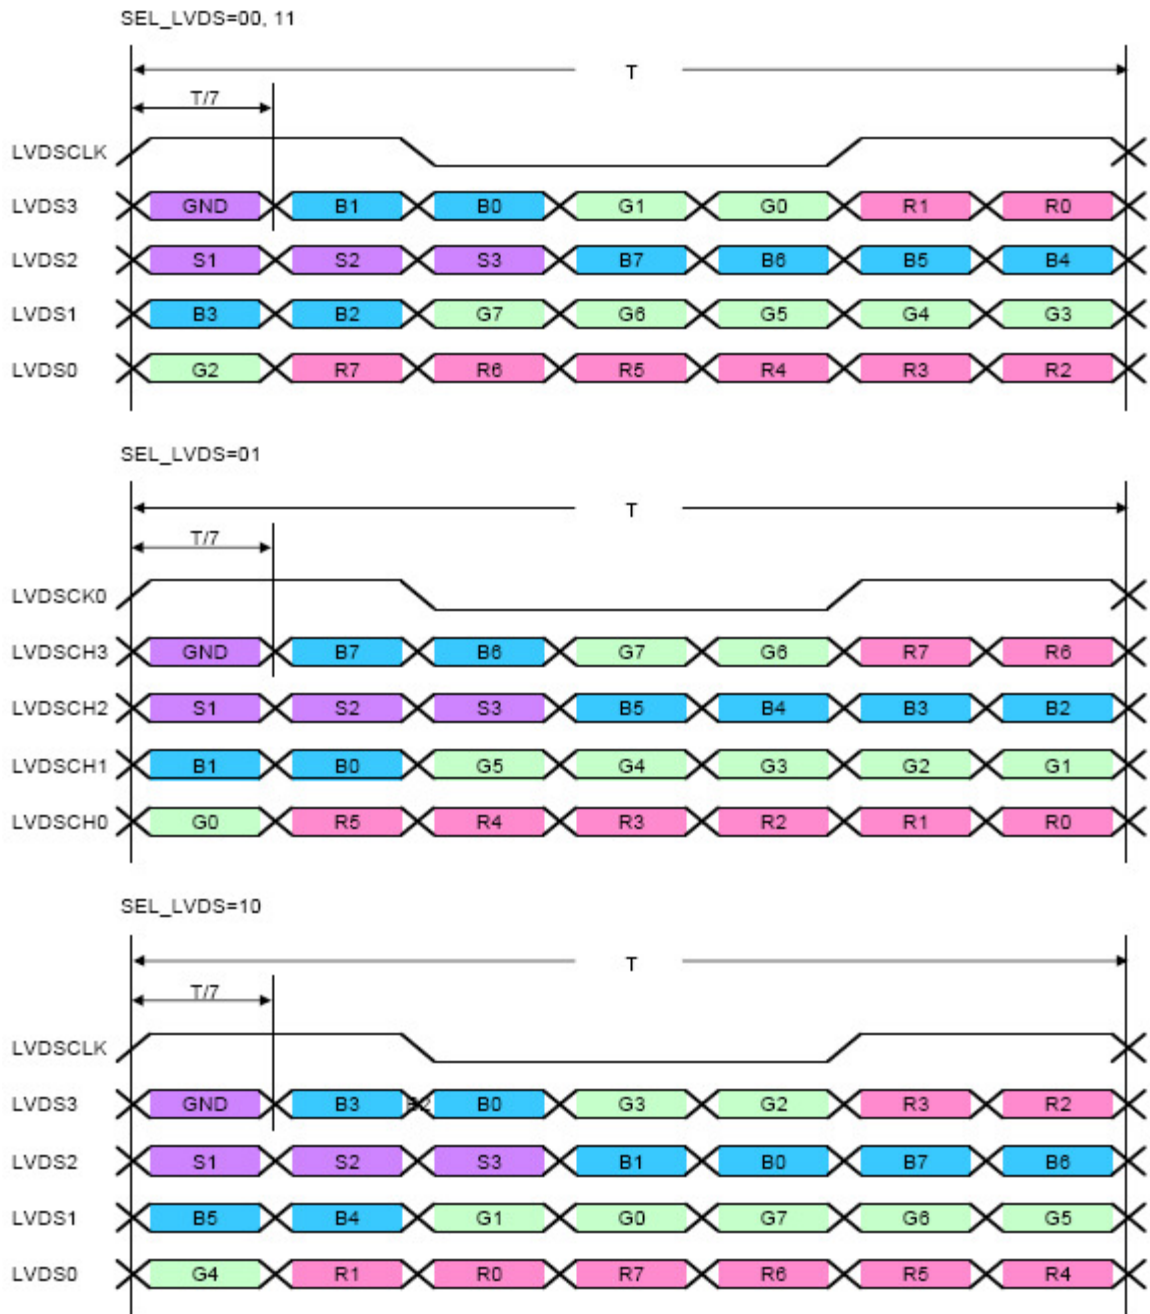 SEL_LVDS=00, 11
T
T/7
LVDSCLK
LVDS3 GND B1 B0 G1 G0 R1 R0
LVDS2 S1 S2 S3 B7 B6 B5 B4
LVDS1 B3 B2 G7 G6 G5 G4 G3
LVDS0 G2 R7 R6 R5 R4 R3 R2
SEL_LVDS=01
T
T/7
LVDSCK0
LVDSCH3 GND B7 B6 G7 G6 R7 R6
LVDSCH2 S1 S2 S3 B5 B4 B3 B2
LVDSCH1 B1 B0 G5 G4 G3 G2 G1
LVDSCH0 G0 R5 R4 R3 R2 R1 R0
SEL_LVDS=10
T
T/7
LVDSCLK
LVDS3 GND B3 B0 G3 G2 R3 R2
LVDS2 S1 S2 S3 B1 B0 B7 B6
LVDS1 B5 B4 G1 G0 G7 G6 G5
LVDS0 G4 R1 R0 R7 R6 R5 R4